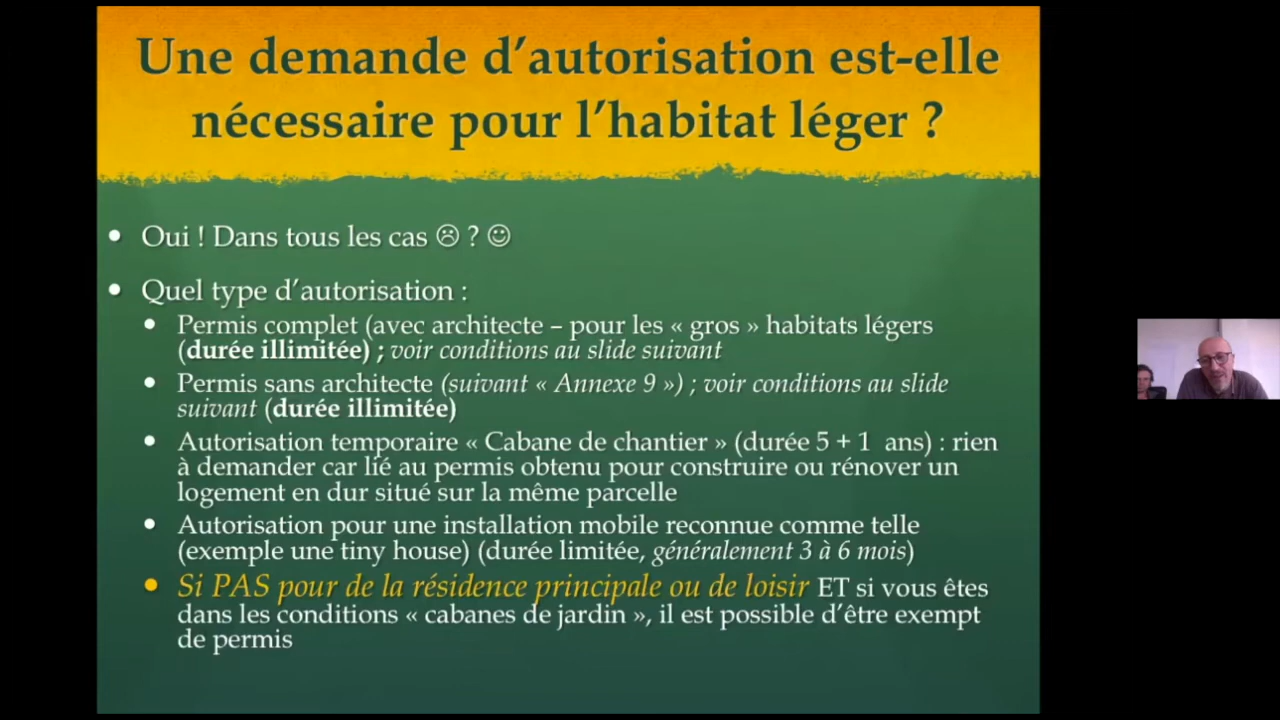 Une demande d’autorisation est-elle
nécessaire pour l’habitat léger ?
• Oui ! Dans tous les cas ☹ ? ☺
• Quel type d’autorisation :
• Permis complet (avec architecte – pour les « gros » habitats légers
(durée illimitée) ; voir conditions au slide suivant
• Permis sans architecte (suivant « Annexe 9 ») ; voir conditions au slide
suivant (durée illimitée)
• Autorisation temporaire « Cabane de chantier » (durée 5 + 1 ans) : rien
à demander car lié au permis obtenu pour construire ou rénover un
logement en dur situé sur la même parcelle
• Autorisation pour une installation mobile reconnue comme telle
(exemple une tiny house) (durée limitée, généralement 3 à 6 mois)
• Si PAS pour de la résidence principale ou de loisir ET si vous êtes
dans les conditions « cabanes de jardin », il est possible d’être exempt
de permis